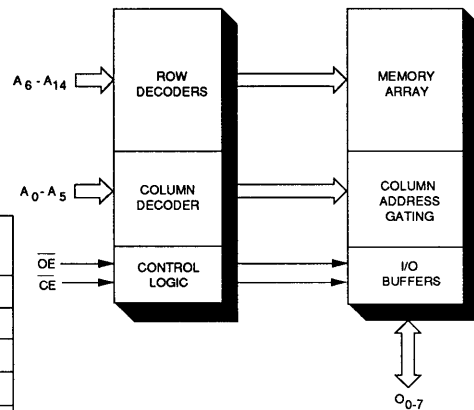 A6 - A14
ROW
DECODERS
MEMORY
ARRAY
A0 - A5
COLUMN
DECODER
COLUMN
ADDRESS
GATING
OE
CE
CONTROL
LOGIC
I/O
BUFFERS
O0-7